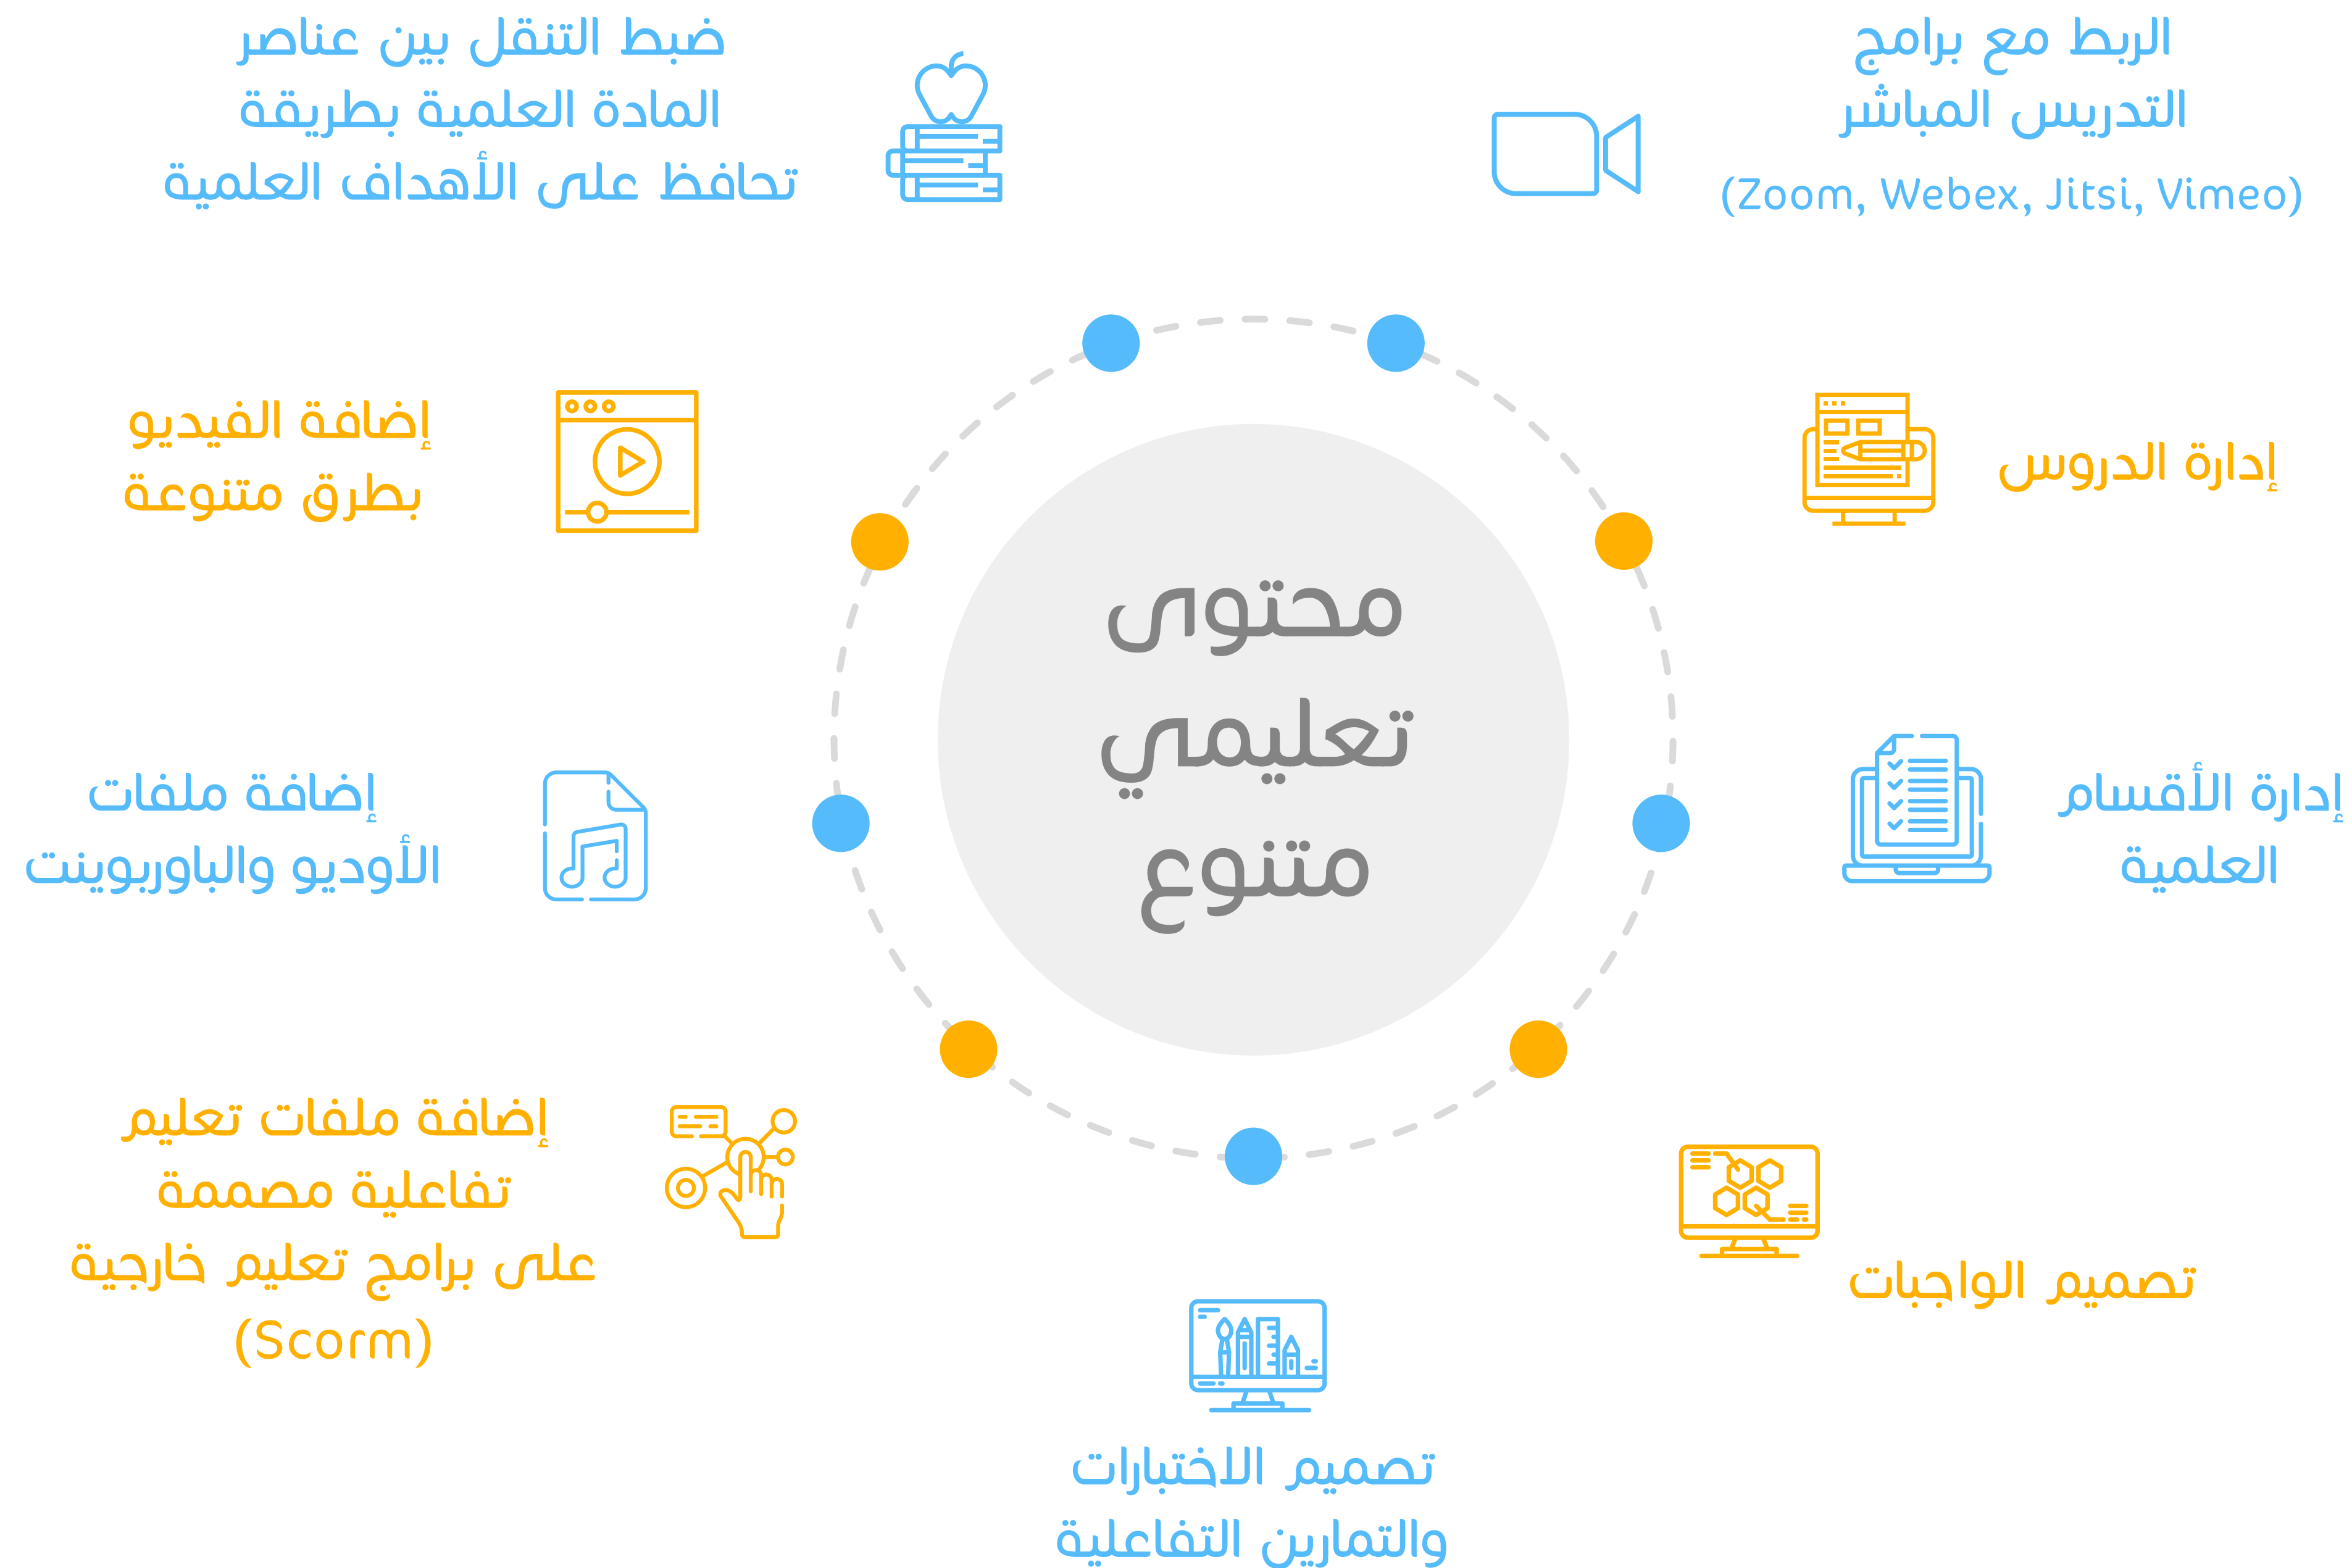 الربط مع برامج
التدريس المباشر
(Zoom, Webex, Jitsi, Vimeo)
ضبط التنقل بين عناصر
المادة العلمية بطريقة
تحافظ على الأهداف العلمية
إدارة الدروس
إضافة الفيديو
بطرق متنوعة
محتوى
تعليمي
متنوع
إدارة الأقسام
العلمية
إضافة ملفات
الأوديو والباوربوينت
تصميم الواجبات
إضافة ملفات تعليم
تفاعلية مصممة
على برامج تعليم خارجية
(Scorm)
تصميم الاختبارات
والتمارين التفاعلية